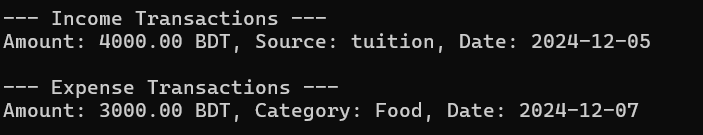 --- Income Transactions ---
Amount: 4000.00 BDT, Source: tuition, Date: 2024-12-05
--- Expense Transactions ---
Amount: 3000.00 BDT, Category: Food, Date: 2024-12-07